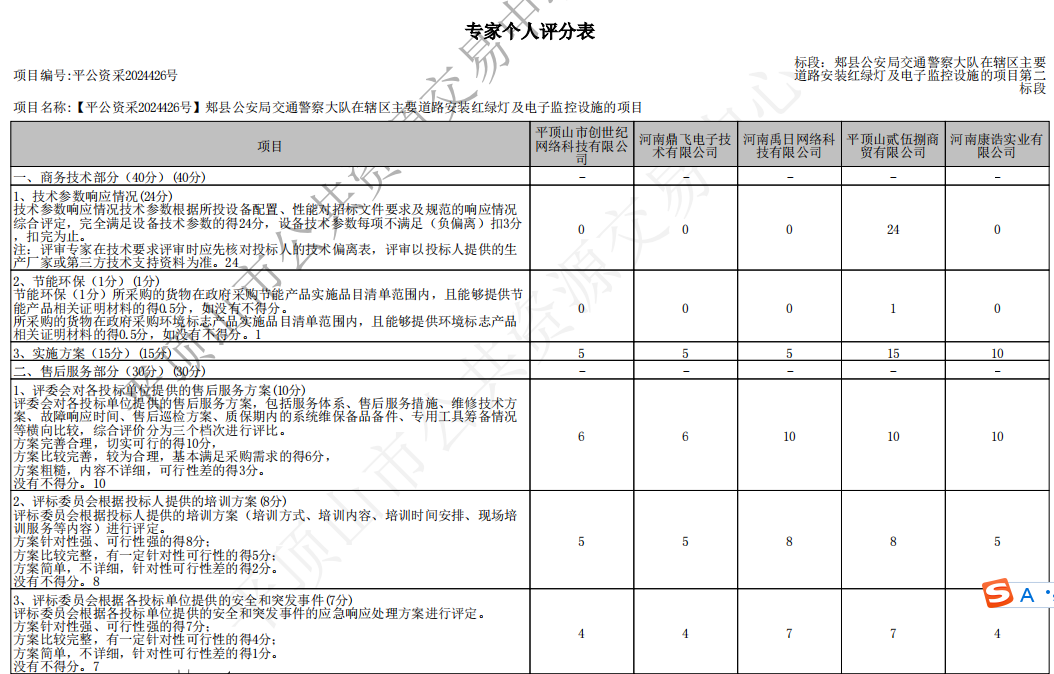 专家个人评分表
标段：郏县公安局交通警察大队在辖区主要
道路安装红绿灯及电子监控设施的项目第二
标段
项目编号:平公资采2024426号
项目名称:【平公资采2024426号】郏县公安局交通警察大队在辖区主要道路安装红绿灯及电子监控设施的项目
项目
平顶山市创世纪
网络科技有限公
司
河南鼎飞电子技
术有限公司
河南禹日网络科
技有限公司
平顶山贰伍捌商
贸有限公司
河南康浩实业有
限公司
一、商务技术部分（40分）(40分) － － － － －
1、技术参数响应情况(24分)
技术参数响应情况技术参数根据所投设备配置、性能对招标文件要求及规范的响应情况
综合评定，完全满足设备技术参数的得24分，设备技术参数每项不满足（负偏离）扣3分
，扣完为止。
注：评审专家在技术要求评审时应先核对投标人的技术偏离表，评审以投标人提供的生
产厂家或第三方技术支持资料为准。24
0 0 0 24 0
2、节能环保（1分）(1分)
节能环保（1分）所采购的货物在政府采购节能产品实施品目清单范围内，且能够提供节
能产品相关证明材料的得0.5分，如没有不得分。
所采购的货物在政府采购环境标志产品实施品目清单范围内，且能够提供环境标志产品
相关证明材料的得0.5分，如没有不得分。1
0 0 0 1 0
3、实施方案（15分）(15分) 5 5 5 15 10
二、售后服务部分（30分）(30分) － － － － －
1、评委会对各投标单位提供的售后服务方案(10分)
评委会对各投标单位提供的售后服务方案，包括服务体系、售后服务措施、维修技术方
案、故障响应时间、售后巡检方案、质保期内的系统维保备品备件、专用工具筹备情况
等横向比较，综合评价分为三个档次进行评比。
方案完善合理，切实可行的得10分，
方案比较完善，较为合理，基本满足采购需求的得6分，
方案粗糙，内容不详细，可行性差的得3分。
没有不得分。10
6 6 10 10 10
2、评标委员会根据投标人提供的培训方案(8分)
评标委员会根据投标人提供的培训方案（培训方式、培训内容、培训时间安排、现场培
训服务等内容）进行评定。
方案针对性强、可行性强的得8分；
方案比较完整，有一定针对性可行性的得5分；
方案简单，不详细，针对性可行性差的得2分。
没有不得分。8
5 5 8 8 5
3、评标委员会根据各投标单位提供的安全和突发事件(7分)
评标委员会根据各投标单位提供的安全和突发事件的应急响应处理方案进行评定。
方案针对性强、可行性强的得7分；
方案比较完整，有一定针对性可行性的得4分；
方案简单，不详细，针对性可行性差的得1分。
没有不得分。7
4 4 7 7 4
平顶山市公共资源交易中心
平顶山市公共资源交易中
S A